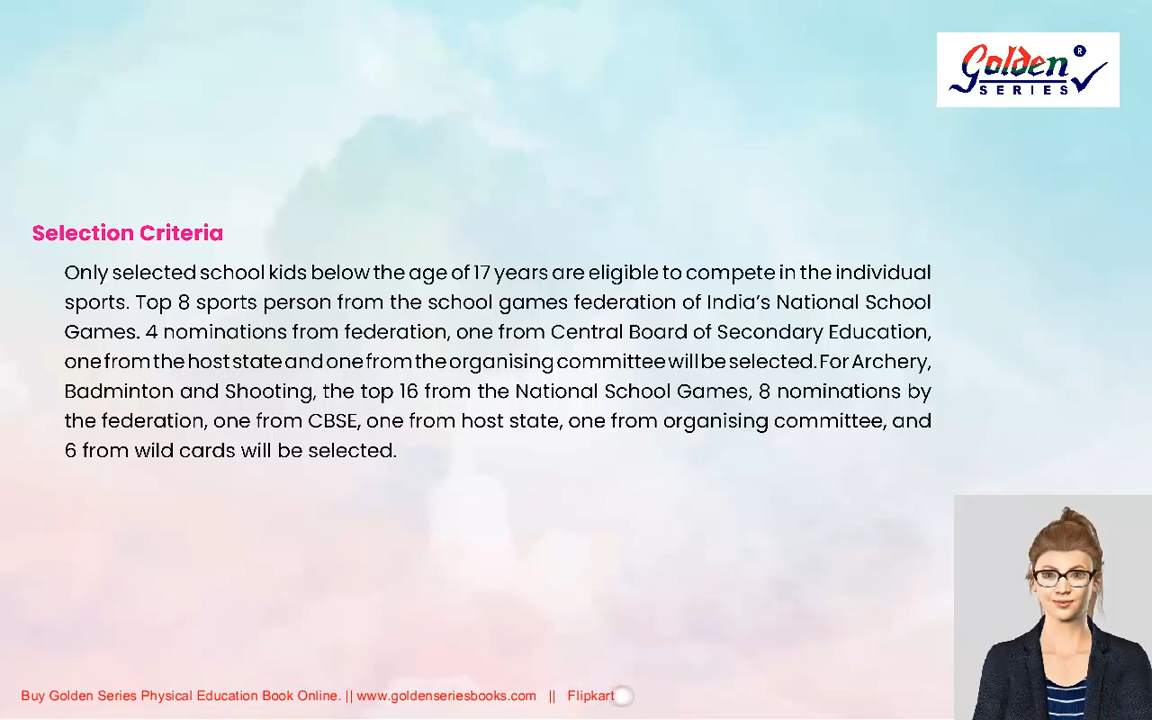 Golden ®
SERIES
Selection Criteria
Only selected school kids below the age of 17 years are eligible to compete in the individual
sports. Top 8 sports person from the school games federation of India's National School
Games. 4 nominations from federation, one from Central Board of Secondary Education,
one from the host state and one from the organising committee will be selected. For Archery,
Badminton and Shooting, the top 16 from the National School Games, 8 nominations by
the federation, one from CBSE, one from host state, one from organising committee, and
6 from wild cards will be selected.
Buy Golden Series Physical Education Book Online. || www.goldenseriesbooks.com || Flipkart